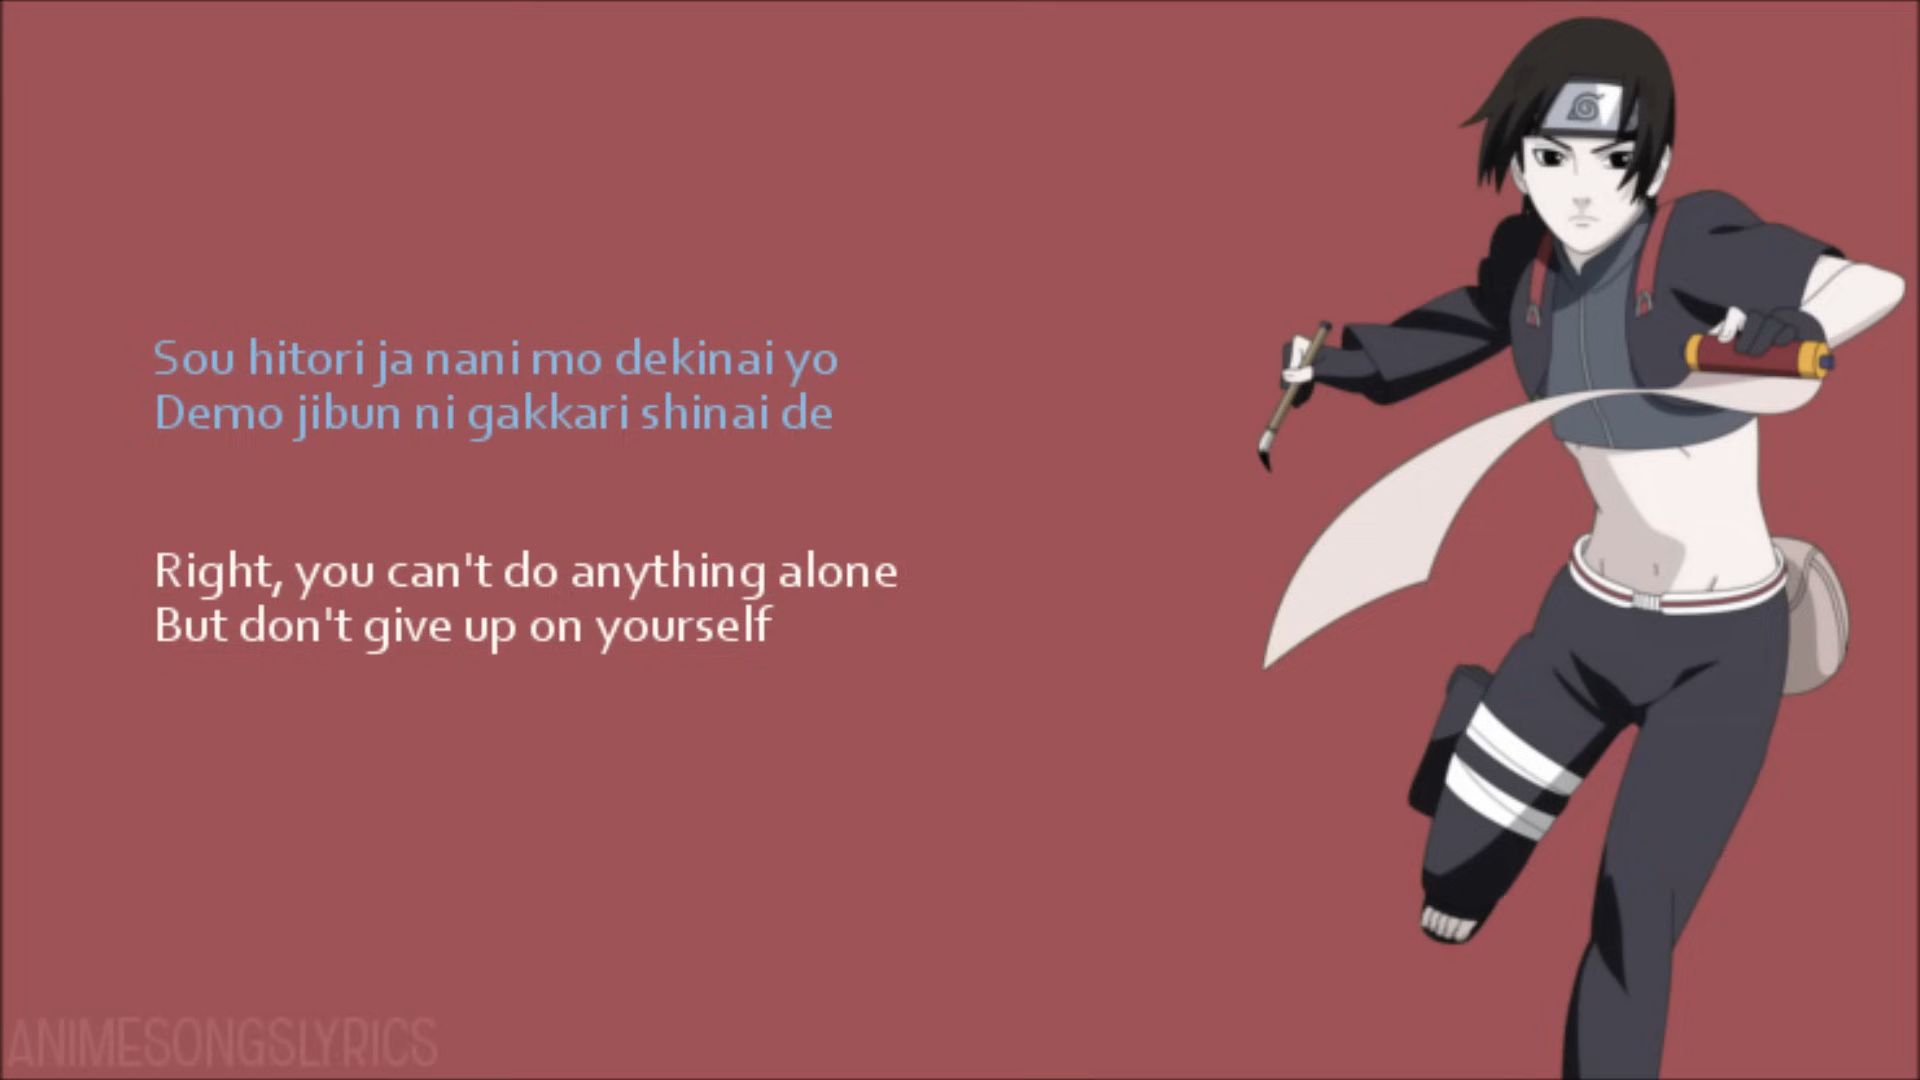 Sou hitori ja nani mo dekinai yo
Demo jibun ni gakkari shinai de
Right, you can't do anything alone
But don't give up on yourself
ANIMESONGSLYRICS